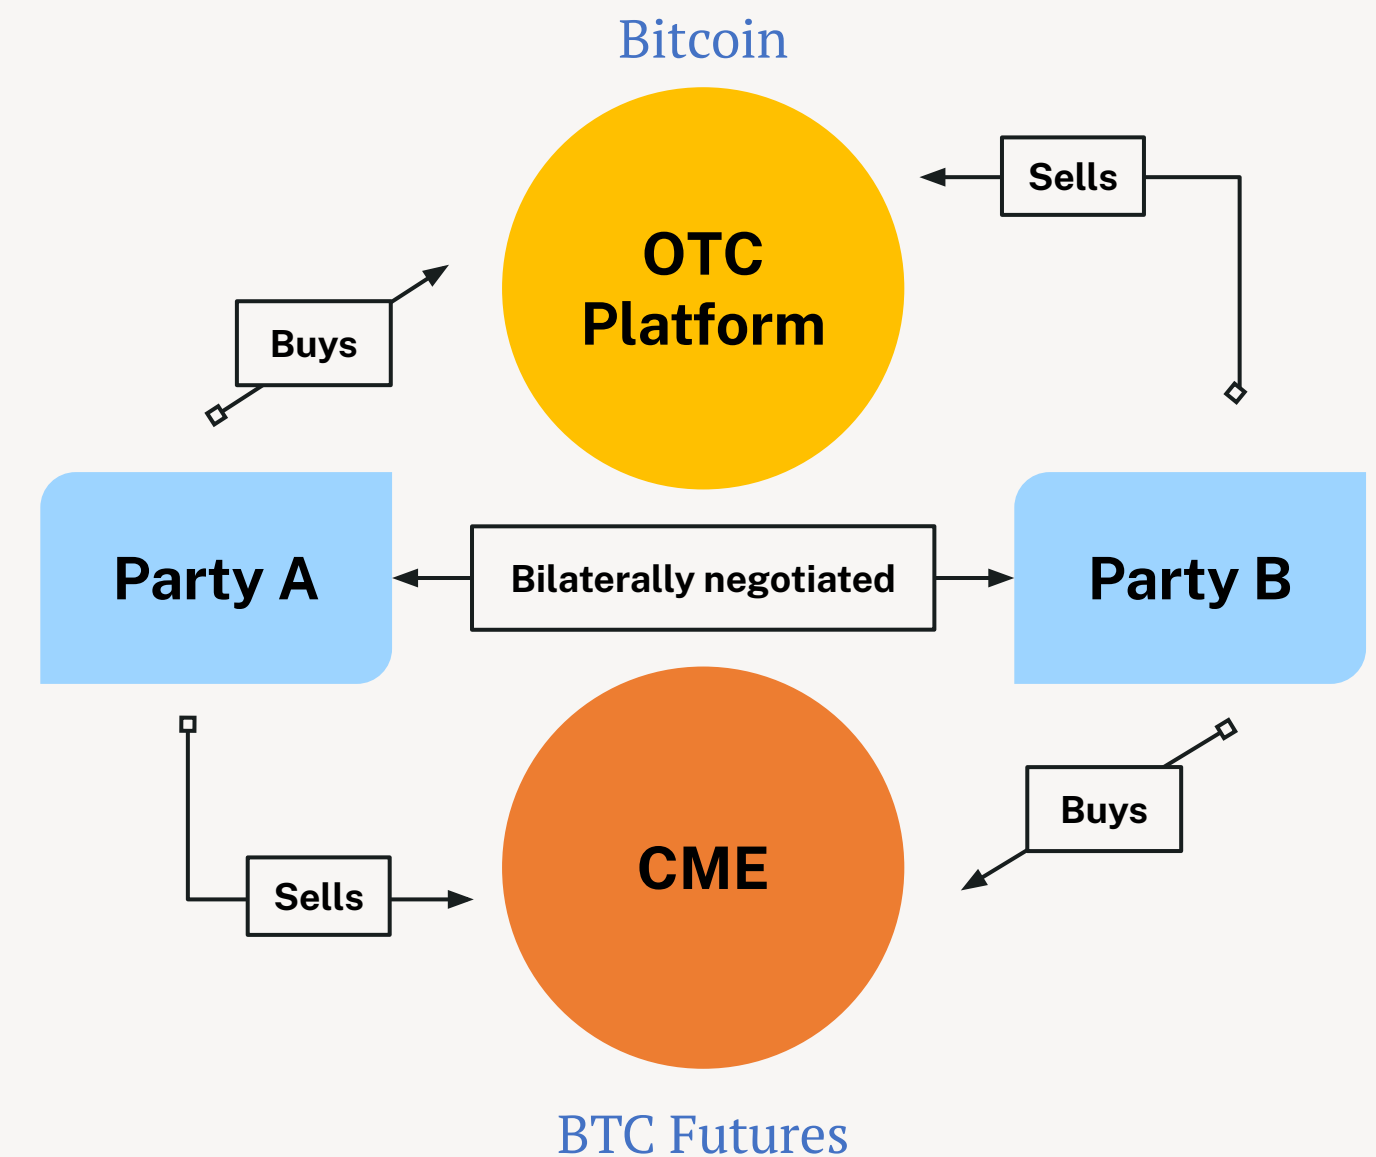 Bitcoin
Sells
OTC
Platform
Buys
Party A
Bilaterally negotiated
Party B
Buys
CME
Sells
BTC Futures